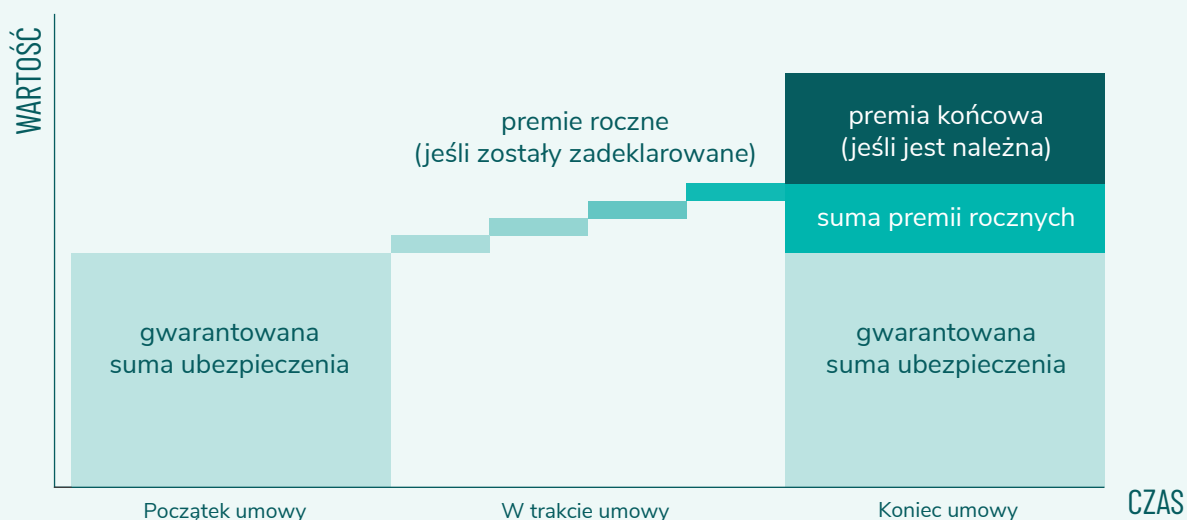 WARTOŚĆ
premie roczne
(jeśli zostały zadeklarowane)
premia końcowa
(jeśli jest należna)
suma premii rocznych
gwarantowana
suma ubezpieczenia
gwarantowana
suma ubezpieczenia
Początek umowy
W trakcie umowy
Koniec umowy
CZAS